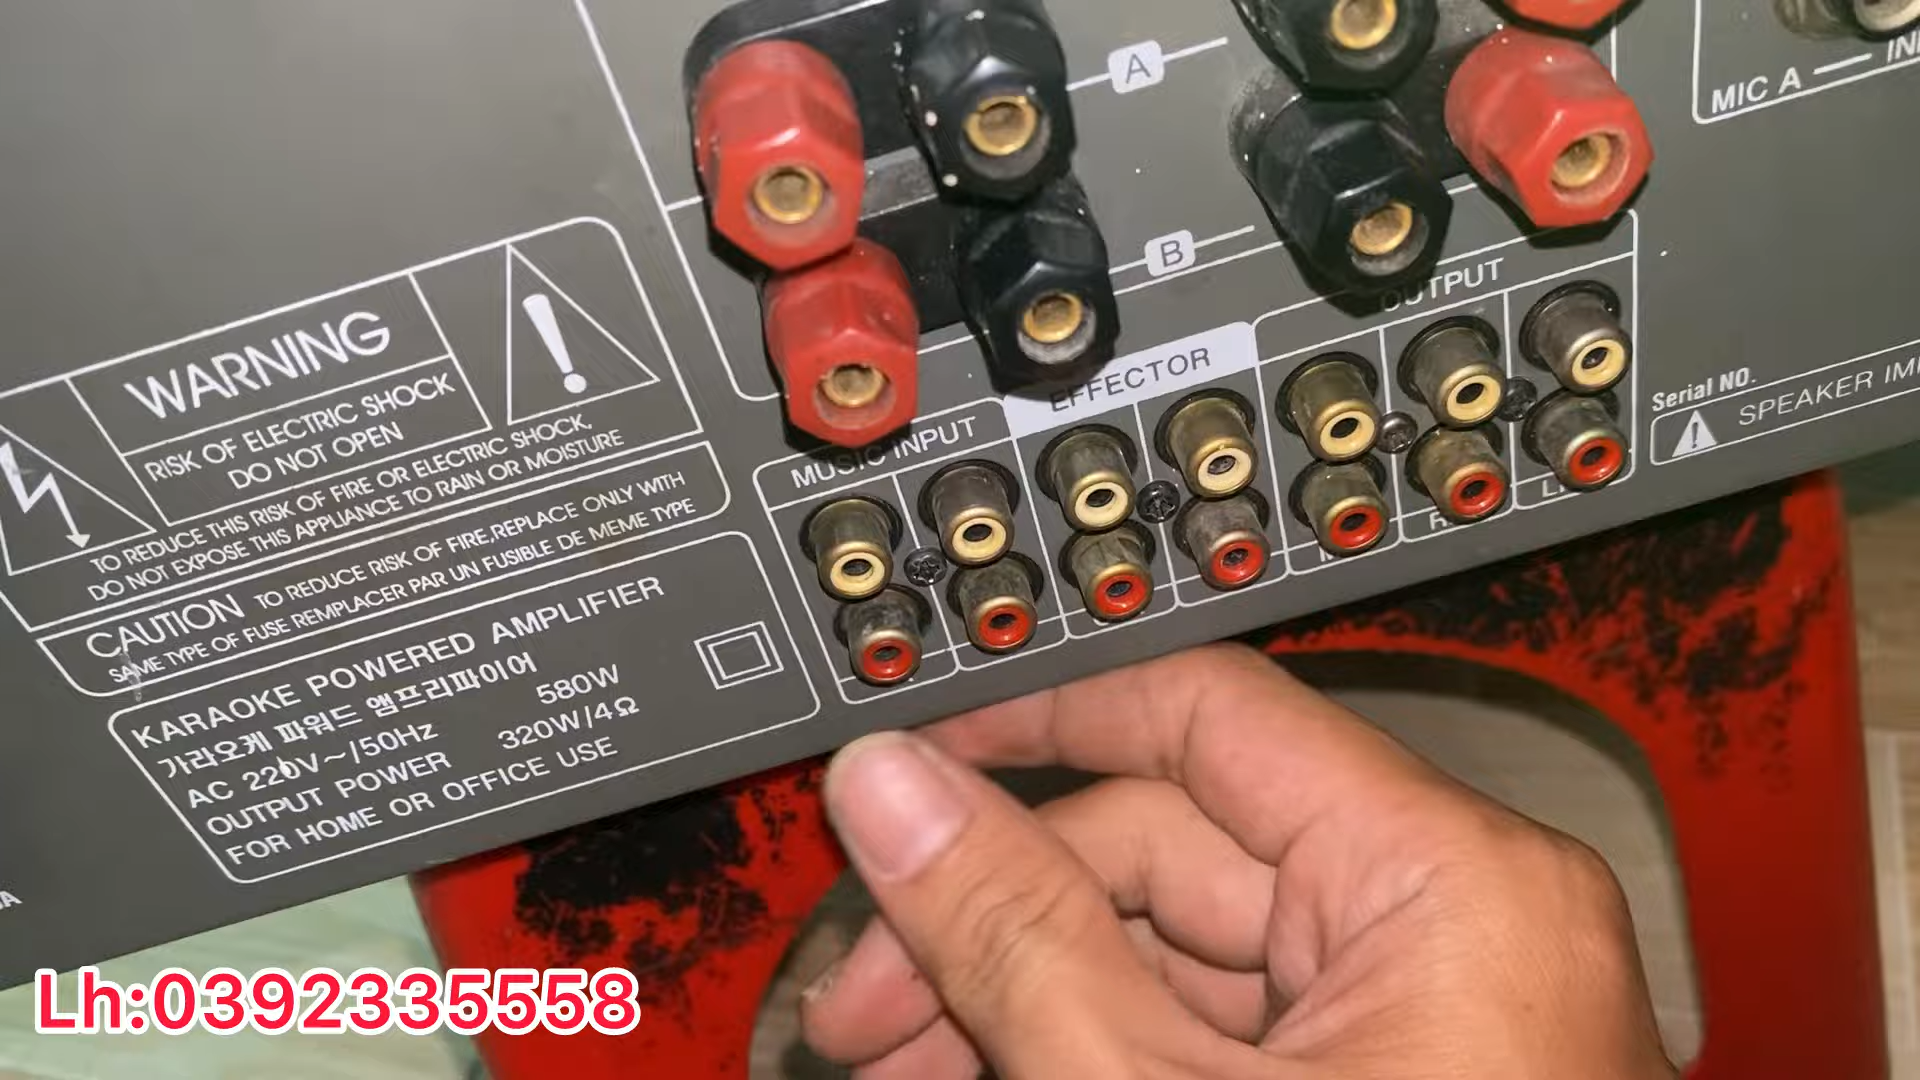 A
IN
MIC A
B
OUTPUT
EFFECTOR
MUSIC INPUT
Serial NO.
SPEAKER IM
WARNING
RISK OF ELECTRIC SHOCK
DO NOT OPEN
TO REDUCE THIS RISK OF FIRE OR ELECTRIC SHOCK,
DO NOT EXPOSE THIS APPLIANCE TO RAIN OR MOISTURE
CAUTION TO REDUCE RISK OF FIRE,REPLACE ONLY WITH
SAME TYPE OF FUSE REMPLACER PAR UN FUSIBLE DE MEME TYPE
KARAOKE POWERED AMPLIFIER
가라오케 파워드 앰프리파이어
AC 220V~/50Hz 580W
OUTPUT POWER 320W/4Ω
FOR HOME OR OFFICE USE
Lh:0392335558